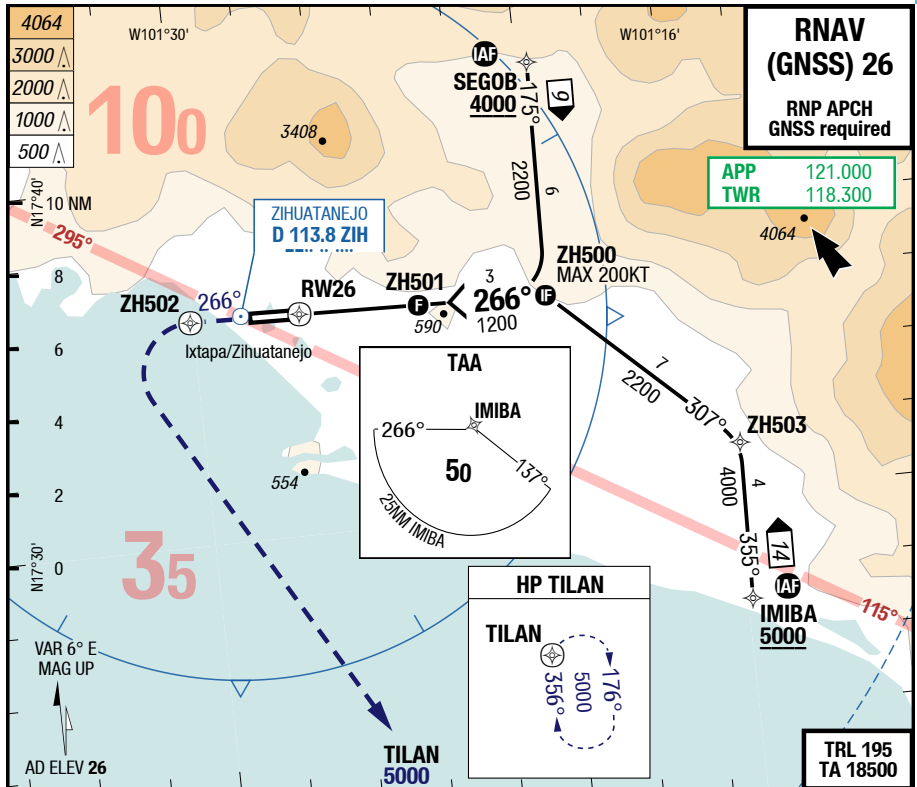 4064
3000
2000
1000
500
W101°30'
W101°16'
RNAV
(GNSS) 26
RNP APCH
GNSS required
APP 121.000
TWR 118.300
4064
100
3408
IAF
SEGOB
4000
175°
9
2200
6
N17°40'
10 NM
295°
ZIHUATANEJO
D 113.8 ZIH
ZH500
MAX 200KT
IF
8
ZH502
266°
RW26
ZH501
F
3
266°
1200
590
Ixtapa/Zihuatanejo
6
7
2200
307°
ZH503
TAA
IMIBA
266°
50
137°
25NM IMIBA
4
4
4000
355°
14
554
2
35
N17°30'
0
IAF
IMIBA
5000
115°
HP TILAN
TILAN
356°
5000
176°
VAR 6° E
MAG UP
AD ELEV 26
TILAN
5000
TRL 195
TA 18500